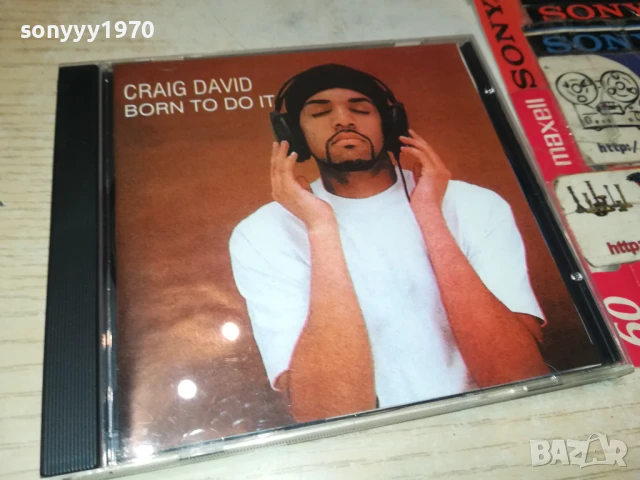 sonyyy1970
CRAIG DAVID
BORN TO DO IT
SONY
SONY
SONY
maxell
http:/
http
60
BAZAR